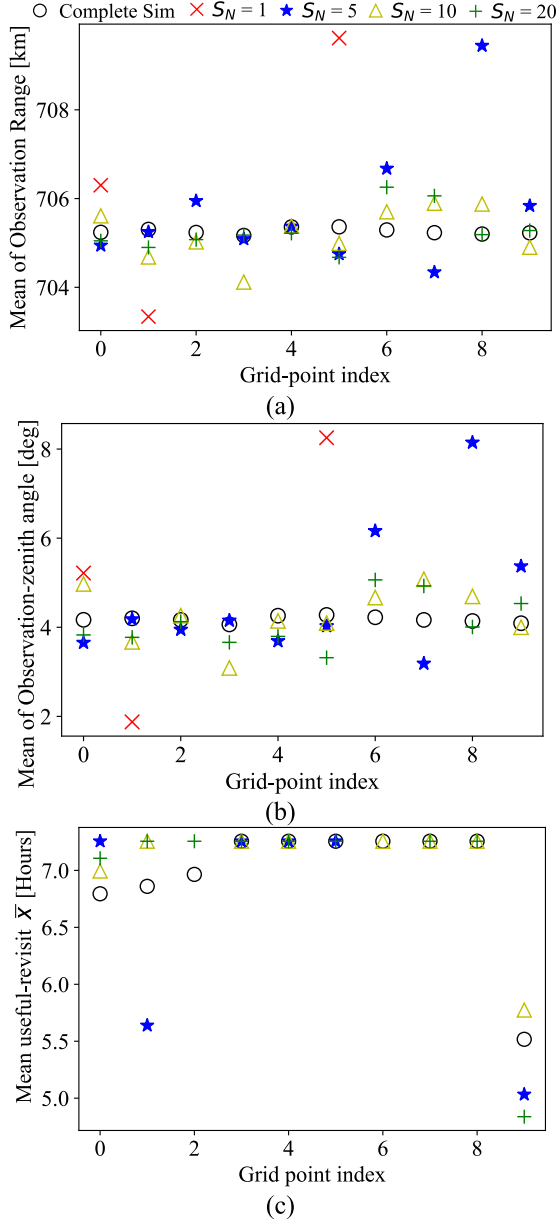 Complete Sim S_N = 1 S_N = 5 S_N = 10 S_N = 20
Mean of Observation Range [km]
708
706
704
0 2 4 6 8
Grid-point index
(a)
Mean of Observation-zenith angle [deg]
8
6
4
2
0 2 4 6 8
Grid-point index
(b)
Mean useful-revisit X̅ [Hours]
7.0
6.5
6.0
5.5
5.0
0 2 4 6 8
Grid point index
(c)